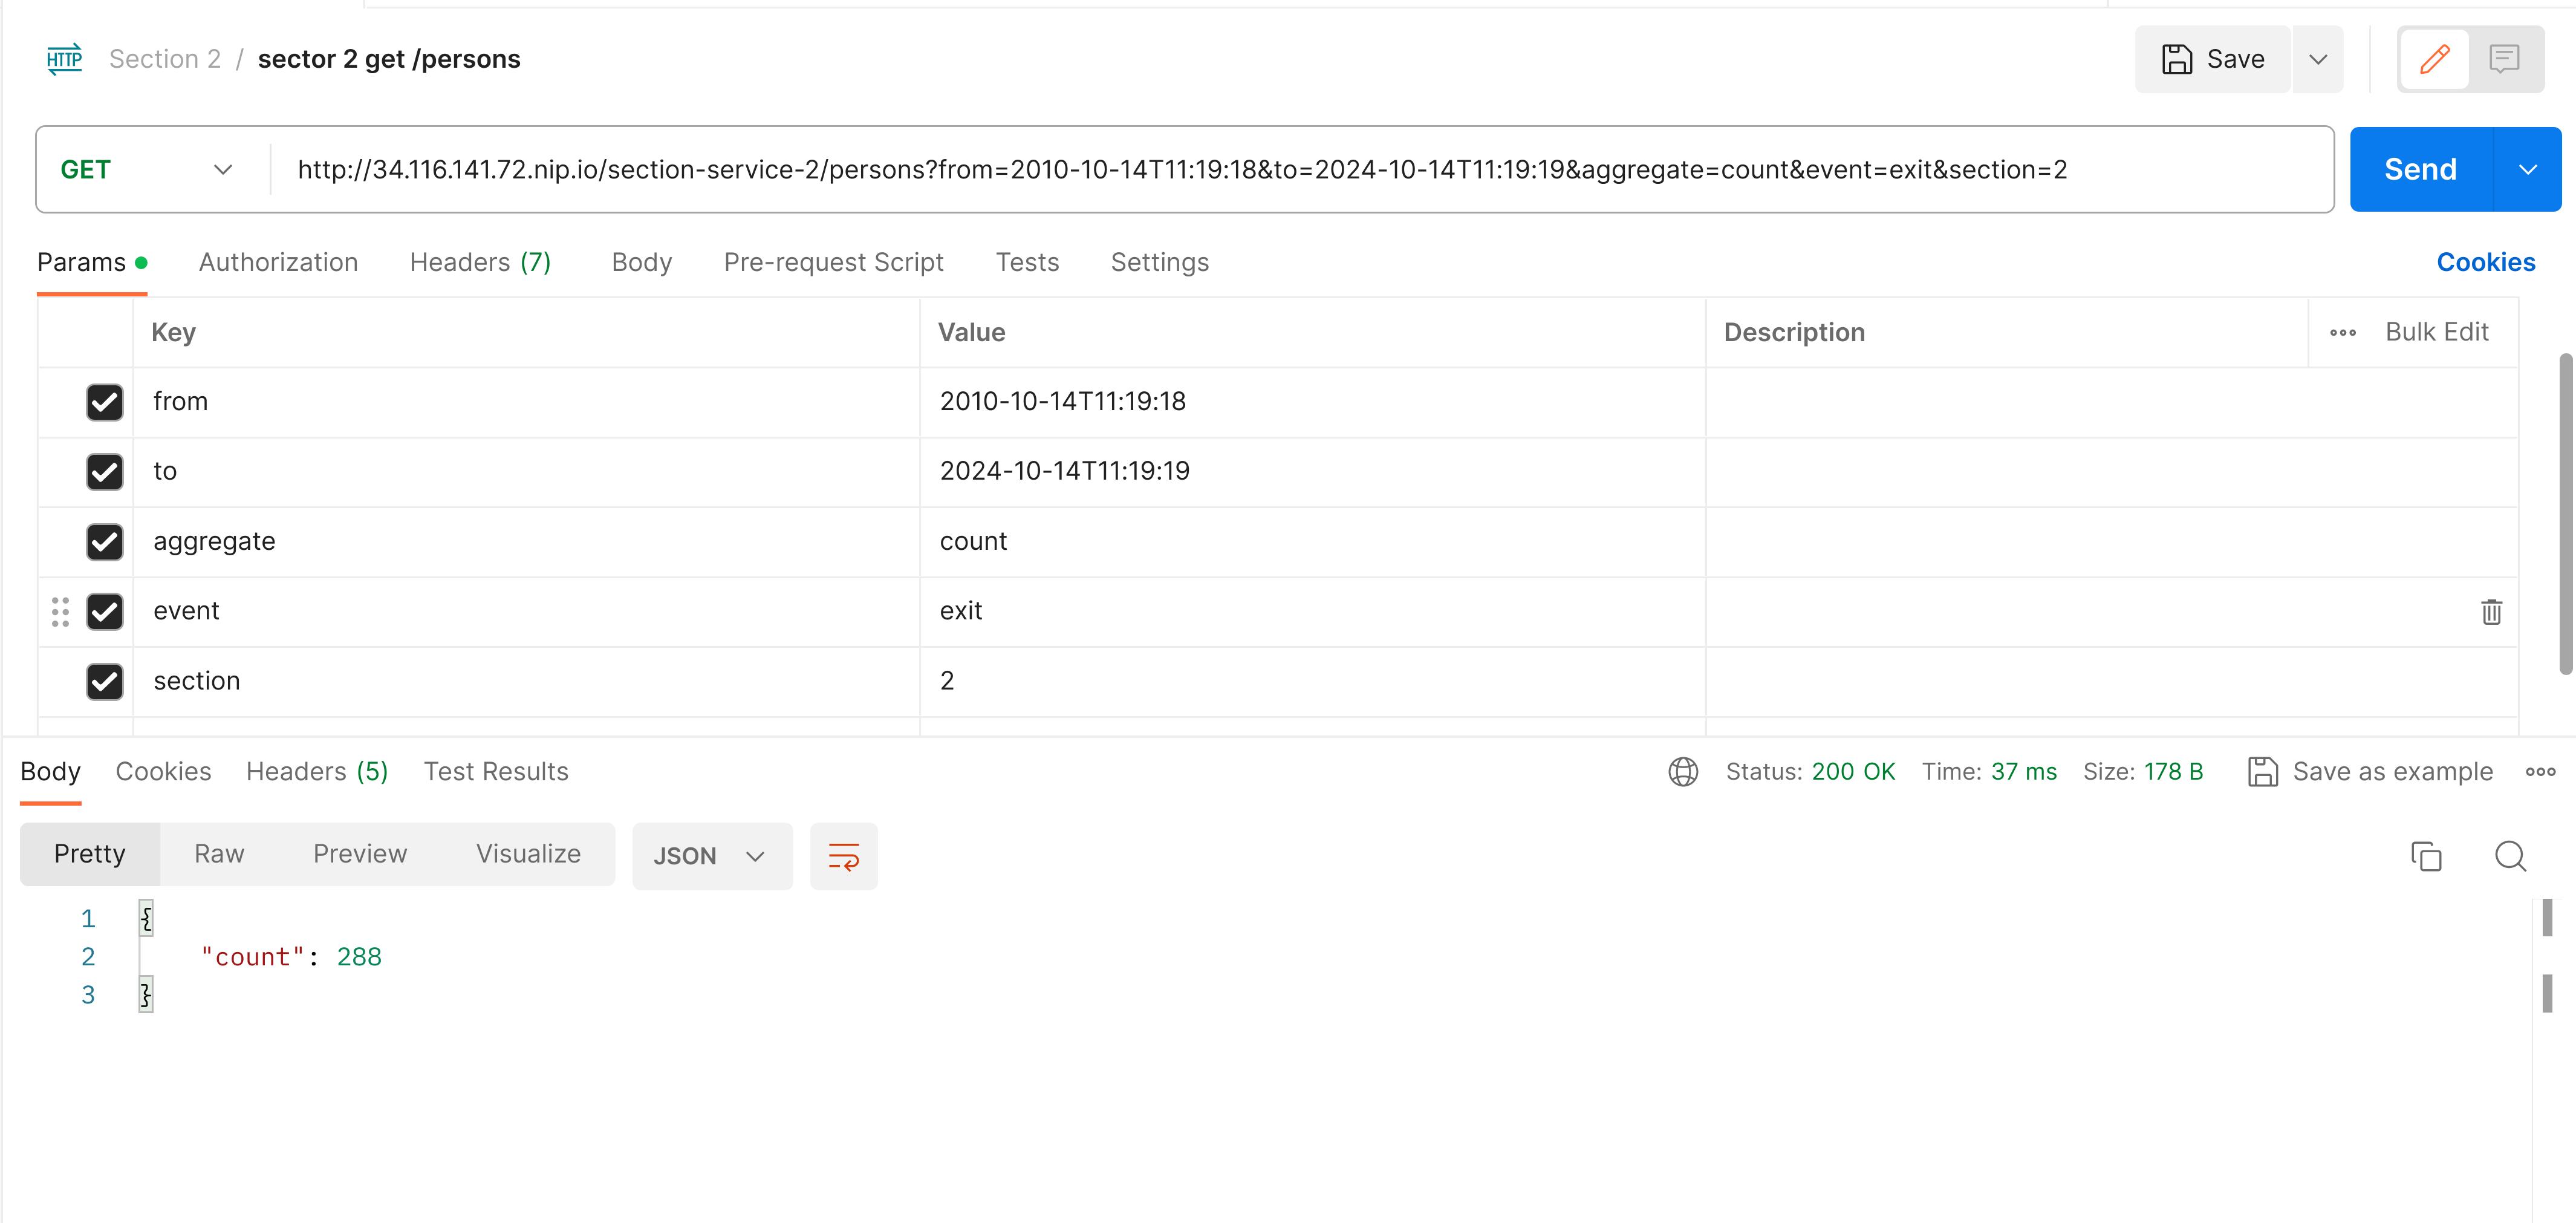 HTTP Section 2 / sector 2 get /persons Save
GET http://34.116.141.72.nip.io/section-service-2/persons?from=2010-10-14T11:19:18&to=2024-10-14T11:19:19&aggregate=count&event=exit&section=2 Send
Params Authorization Headers (7) Body Pre-request Script Tests Settings Cookies
Key Value Description Bulk Edit
from 2010-10-14T11:19:18
to 2024-10-14T11:19:19
aggregate count
event exit
section 2
Body Cookies Headers (5) Test Results Status: 200 OK Time: 37 ms Size: 178 B Save as example
Pretty Raw Preview Visualize JSON
1 {
2 "count": 288
3 }